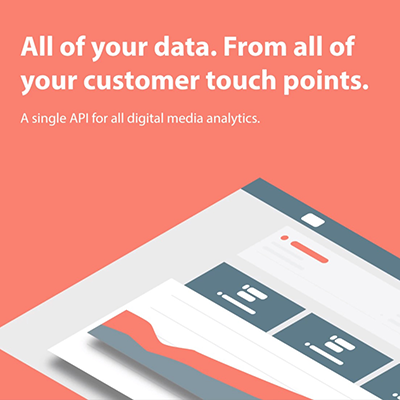 All of your data. From all of
your customer touch points.
A single API for all digital media analytics.